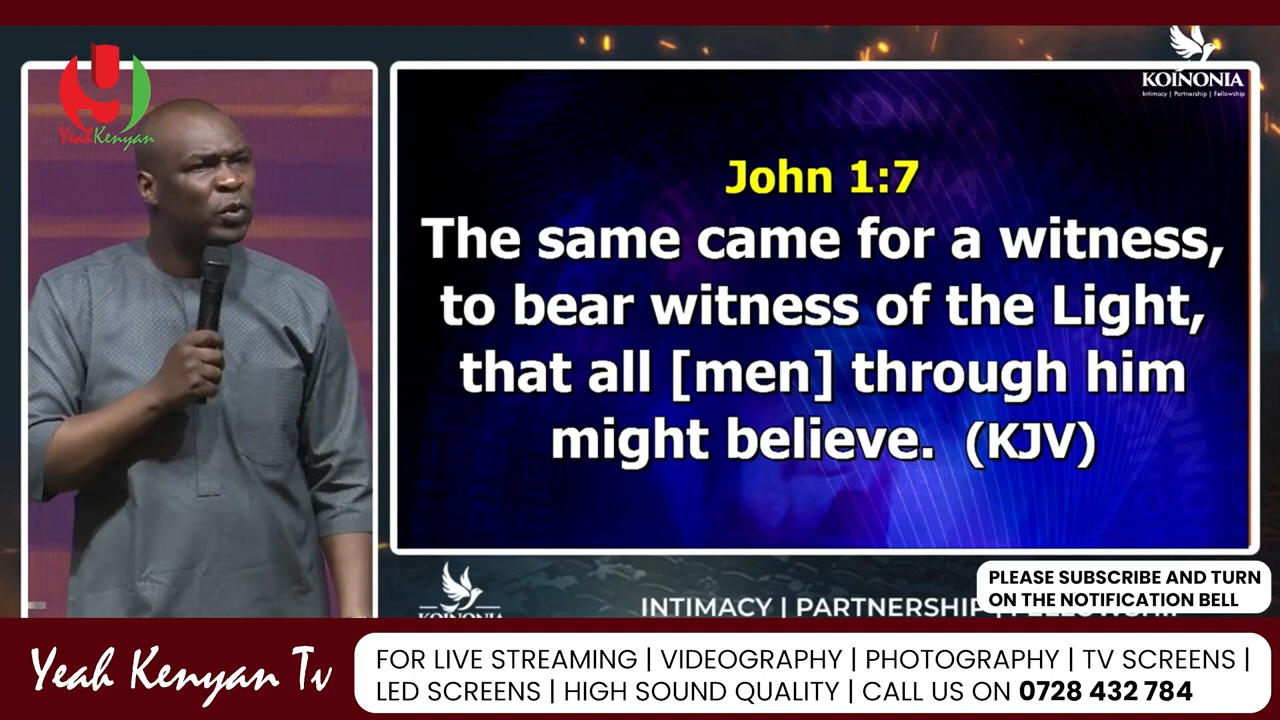 YeahKenyan
KOINONIA
Intimacy | Partnership | Fellowship
John 1:7
The same came for a witness,
to bear witness of the Light,
that all [men] through him
might believe. (KJV)
KOINONIA
INTIMACY | PARTNERSHIP |
PLEASE SUBSCRIBE AND TURN
ON THE NOTIFICATION BELL
Yeah Kenyan Tv
FOR LIVE STREAMING | VIDEOGRAPHY | PHOTOGRAPHY | TV SCREENS |
LED SCREENS | HIGH SOUND QUALITY | CALL US ON 0728 432 784